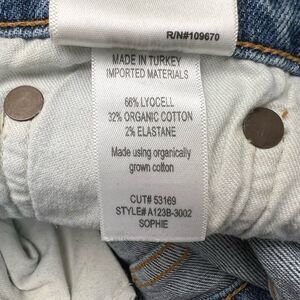 R/N#109670
MADE IN TURKEY
IMPORTED MATERIALS
66% LYOCELL
32% ORGANIC COTTON
2% ELASTANE
Made using organically
grown cotton
CUT# 53169
STYLE# A123B-3002
SOPHIE